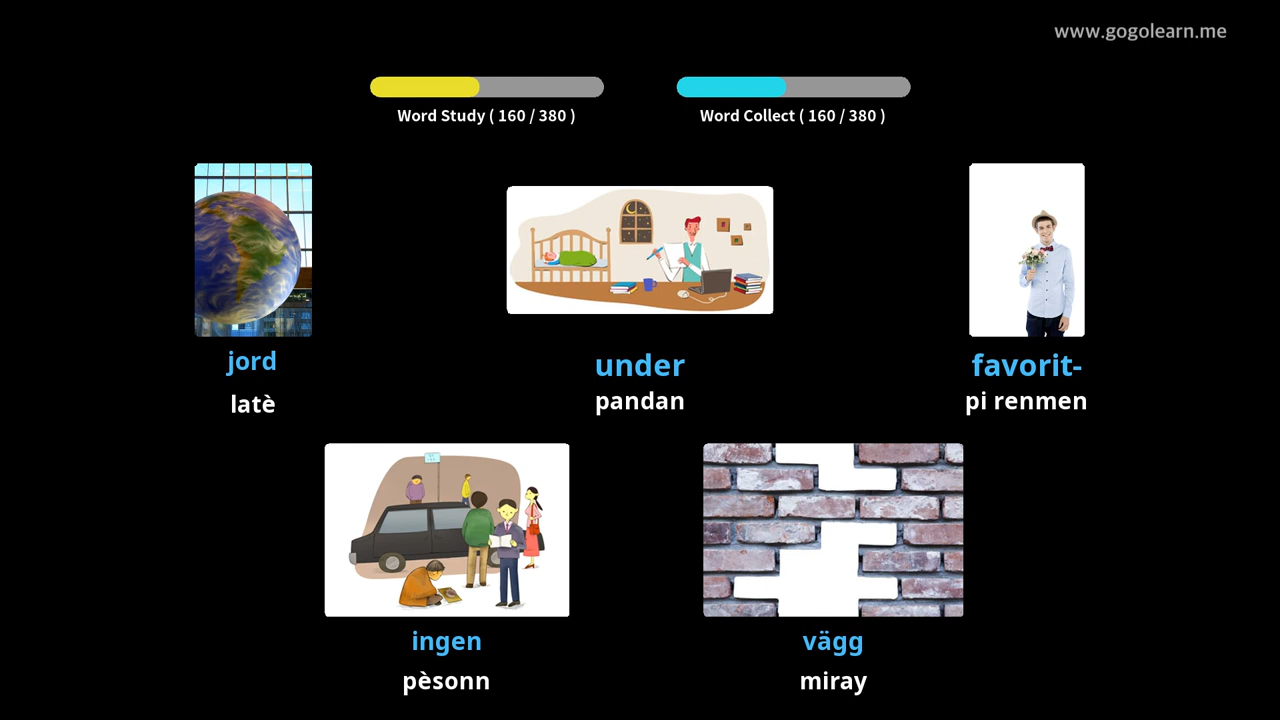 www.gogolearn.me
Word Study ( 160 / 380 )
Word Collect ( 160 / 380 )
jord
latè
under
pandan
favorit-
pi renmen
ingen
pèsonn
vägg
miray